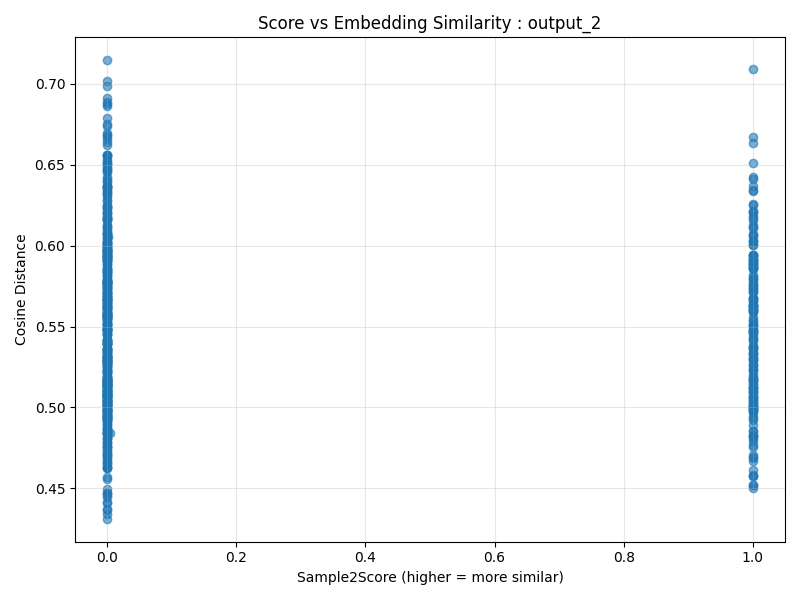 Score vs Embedding Similarity : output_2
Cosine Distance
0.70
0.65
0.60
0.55
0.50
0.45
0.0 0.2 0.4 0.6 0.8 1.0
Sample2Score (higher = more similar)